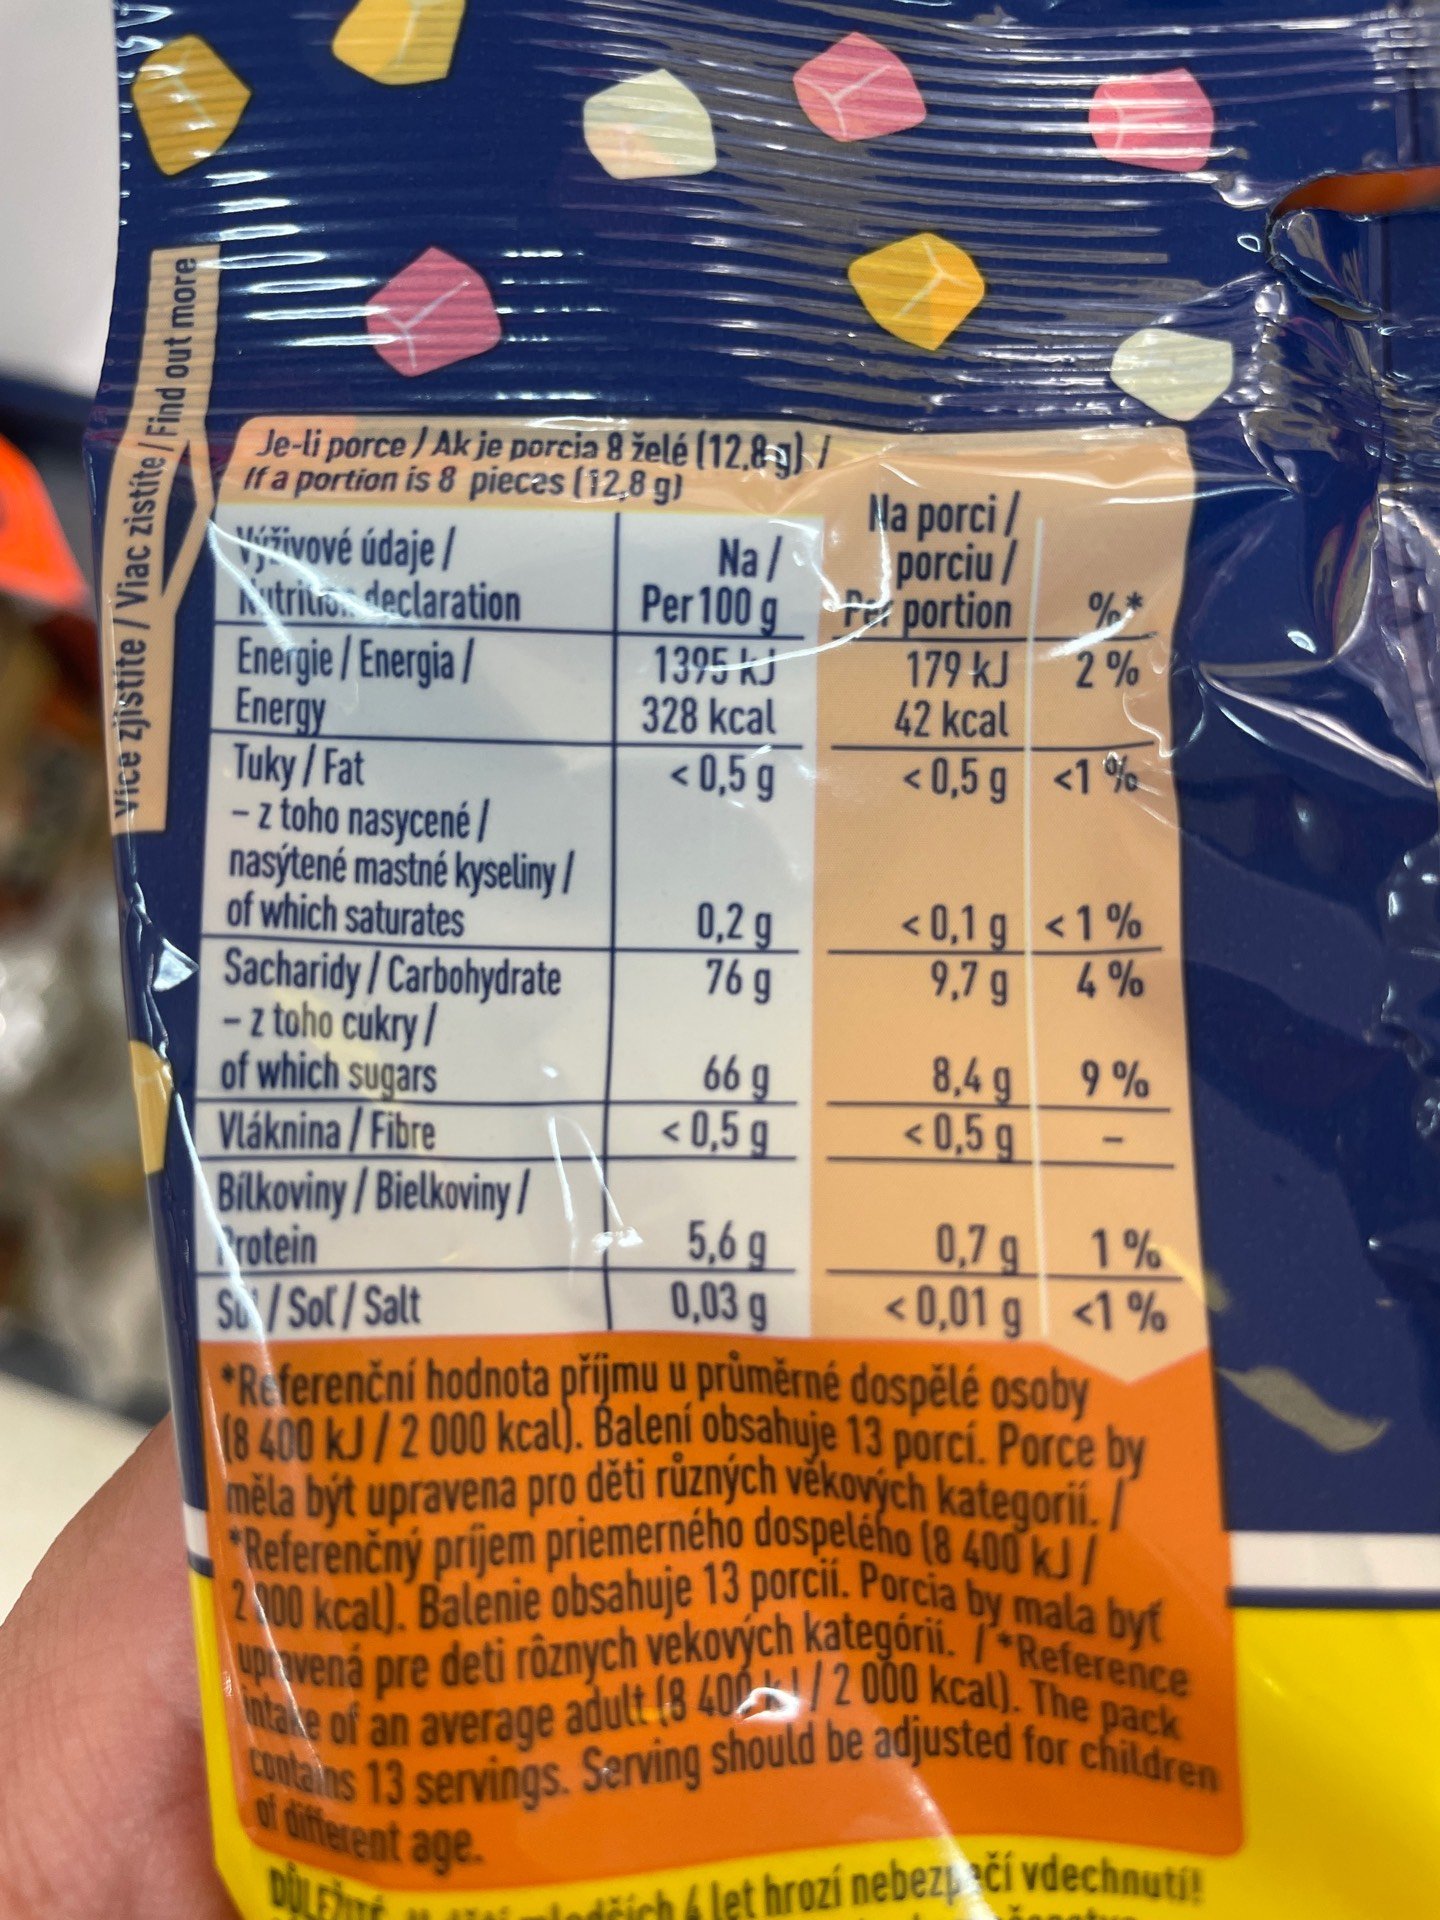 Více zjistíte / Viac zistíte / Find out more
Je-li porce / Ak je porcia 8 želé (12,8 g) /
If a portion is 8 pieces (12,8 g)
Výživové údaje / Nutrition declaration
Na / Per 100 g
Na porci / porciu / Per portion
%*
Energie / Energia / 1395 kJ 179 kJ 2 %
Energy 328 kcal 42 kcal
Tuky / Fat < 0,5 g < 0,5 g <1 %
– z toho nasycené /
nasýtené mastné kyseliny /
of which saturates 0,2 g < 0,1 g < 1 %
Sacharidy / Carbohydrate 76 g 9,7 g 4 %
– z toho cukry /
of which sugars 66 g 8,4 g 9 %
Vláknina / Fibre < 0,5 g < 0,5 g –
Bílkoviny / Bielkoviny /
Protein 5,6 g 0,7 g 1 %
Sůl / Soľ / Salt 0,03 g < 0,01 g <1 %
*Referenční hodnota příjmu u průměrné dospělé osoby
(8 400 kJ / 2 000 kcal). Balení obsahuje 13 porcí. Porce by
měla být upravena pro děti různých věkových kategorií. /
*Referenčný príjem priemerného dospelého (8 400 kJ /
2 000 kcal). Balenie obsahuje 13 porcií. Porcia by mala byť
upravená pre deti rôznych vekových kategórií. / *Reference
intake of an average adult (8 400 kJ / 2 000 kcal). The pack
contains 13 servings. Serving should be adjusted for children
of different age.
DŮLEŽITÉ mladších 4 let hrozí nebezpečí vdechnutí!